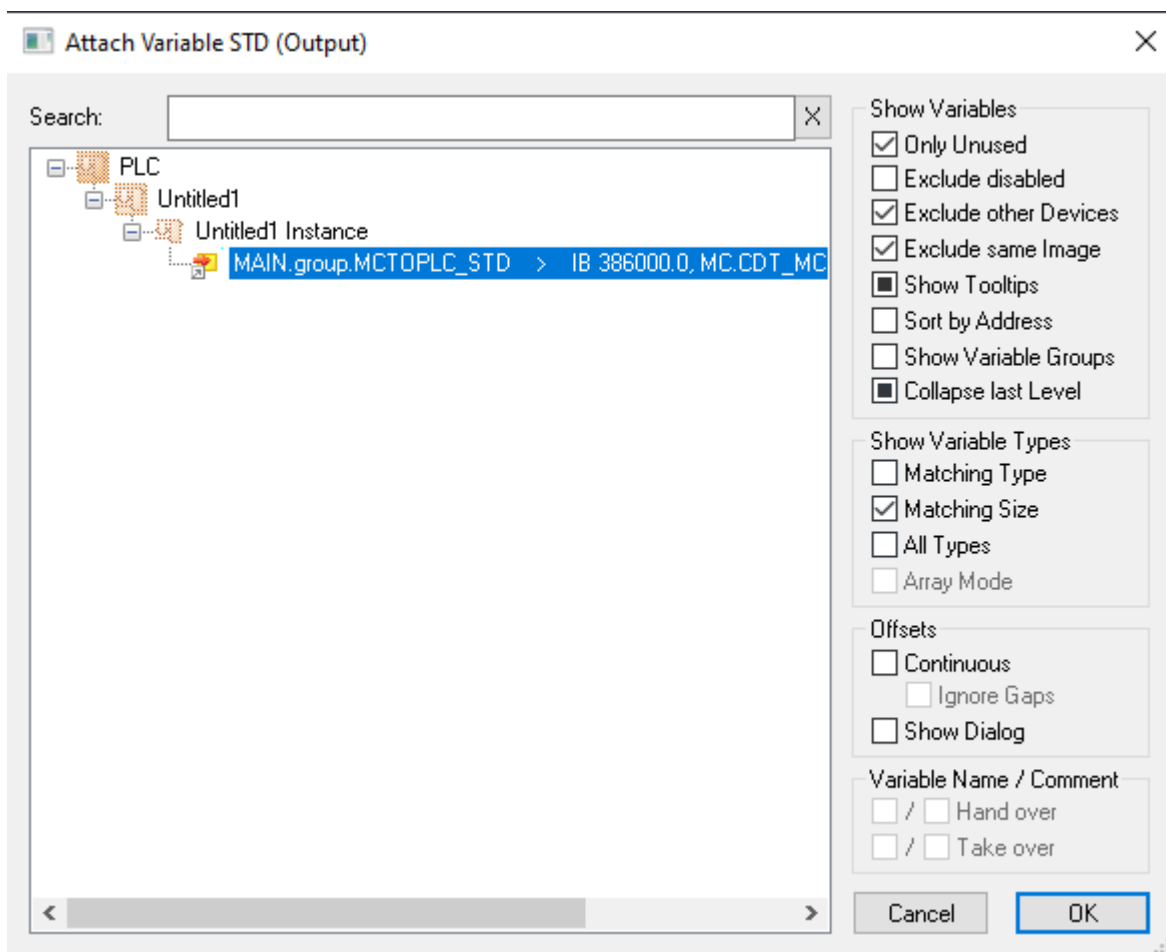 Attach Variable STD (Output)
Search:
PLC
Untitled1
Untitled1 Instance
MAIN.group.MCTOPLC_STD > IB 386000.0, MC.CDT_MC
Show Variables
Only Unused
Exclude disabled
Exclude other Devices
Exclude same Image
Show Tooltips
Sort by Address
Show Variable Groups
Collapse last Level
Show Variable Types
Matching Type
Matching Size
All Types
Array Mode
Offsets
Continuous
Ignore Gaps
Show Dialog
Variable Name / Comment
/ Hand over
/ Take over
Cancel
OK